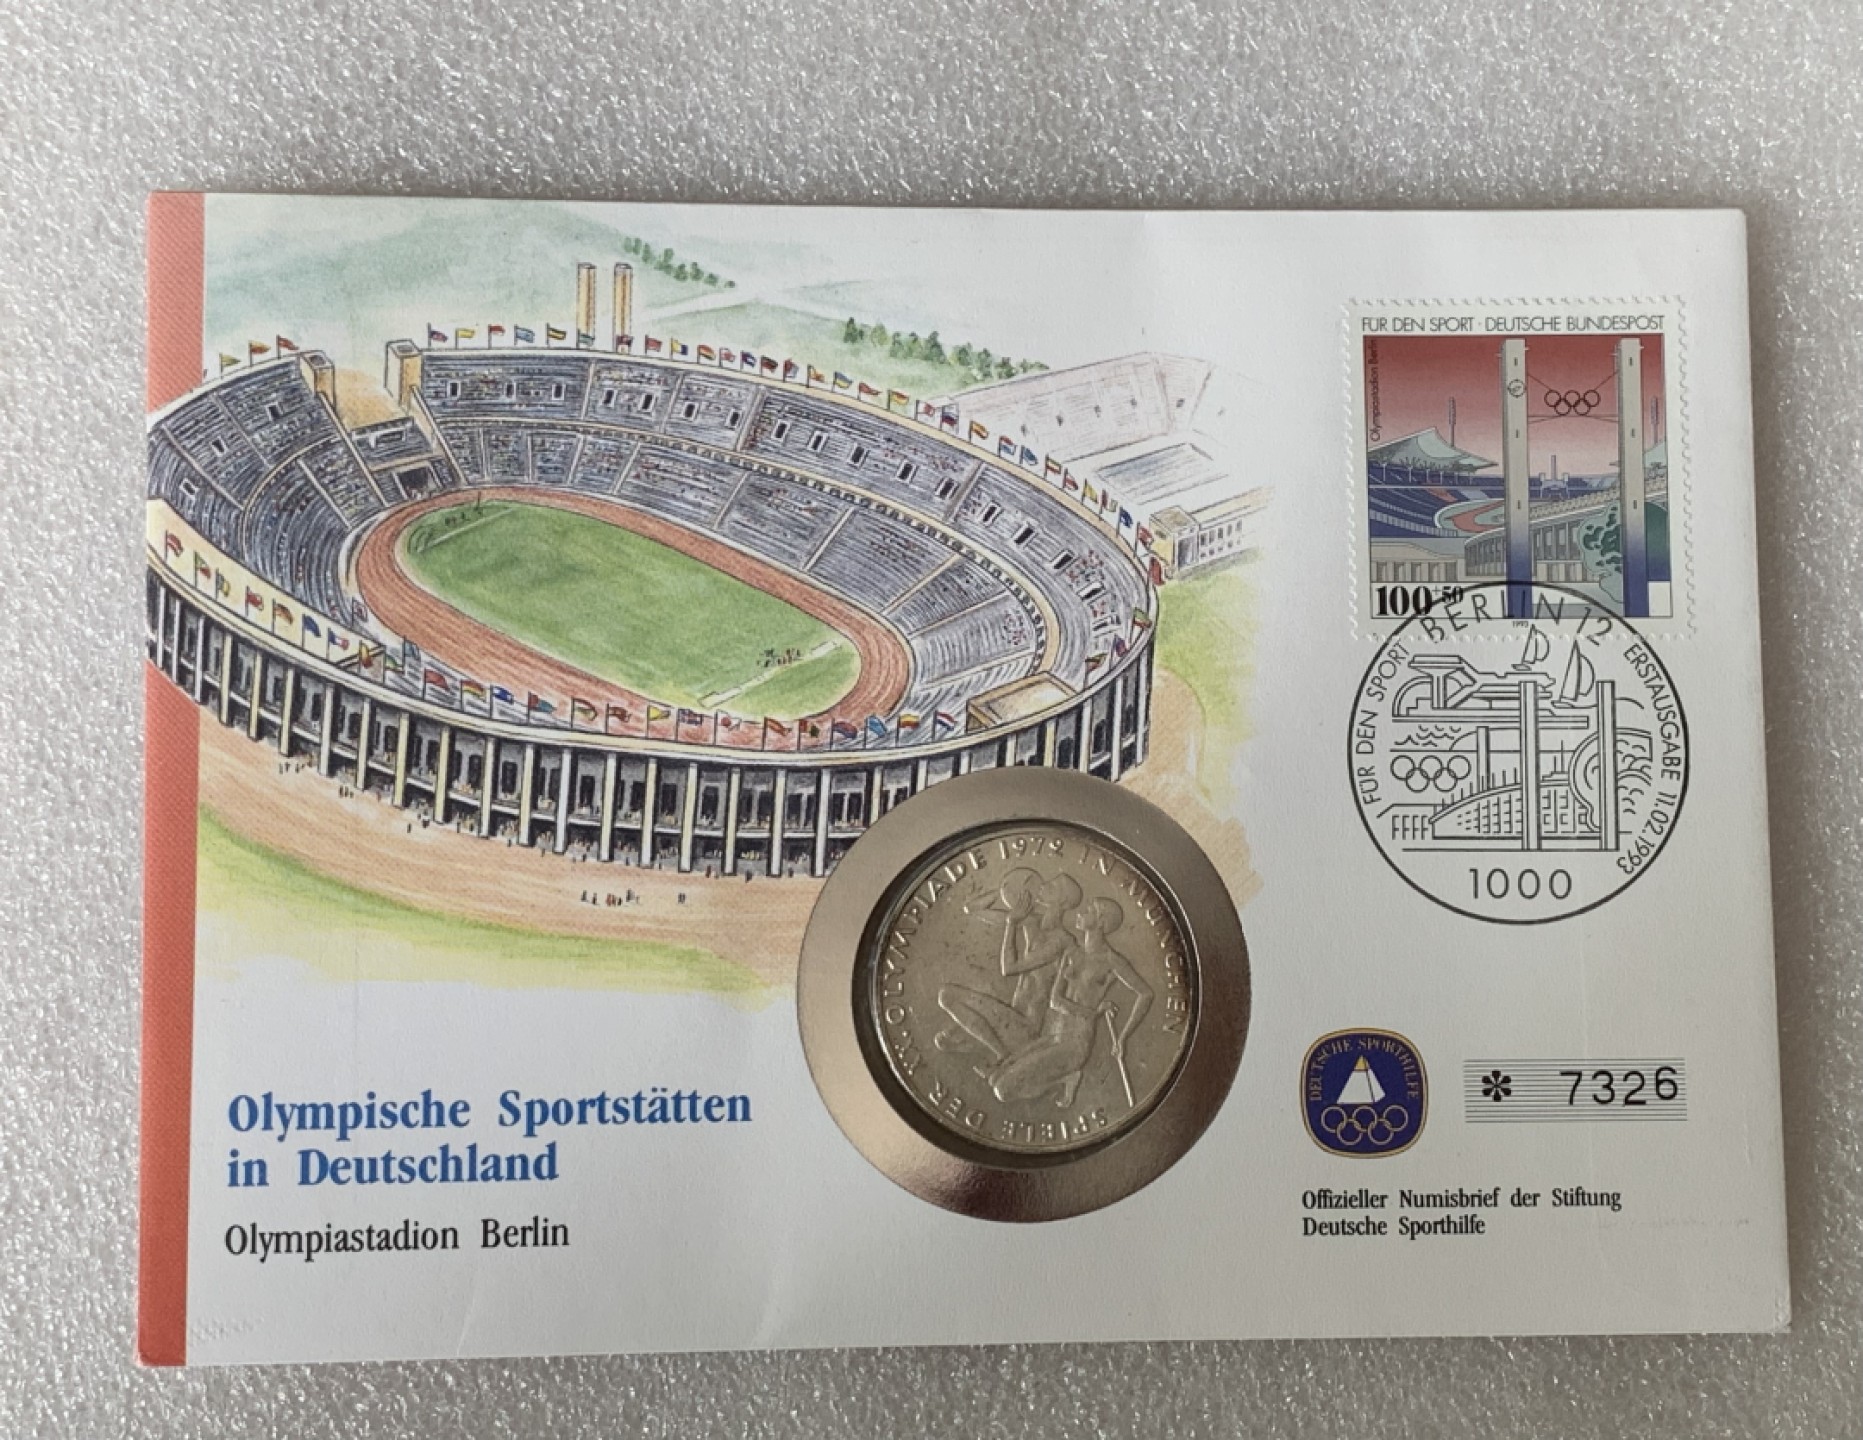 FÜR DEN SPORT · DEUTSCHE BUNDESPOST
Olympiastadion Berlin
100+50
1993
BERLIN 12
FÜR DEN SPORT
ERSTAUSGABE 11.02.1993
1000
SPIELE DER XX. OLYMPIADE 1972 IN MÜNCHEN
DEUTSCHE SPORTHILFE
* 7326
Offizieller Numisbrief der Stiftung
Deutsche Sporthilfe
Olympische Sportstätten
in Deutschland
Olympiastadion Berlin